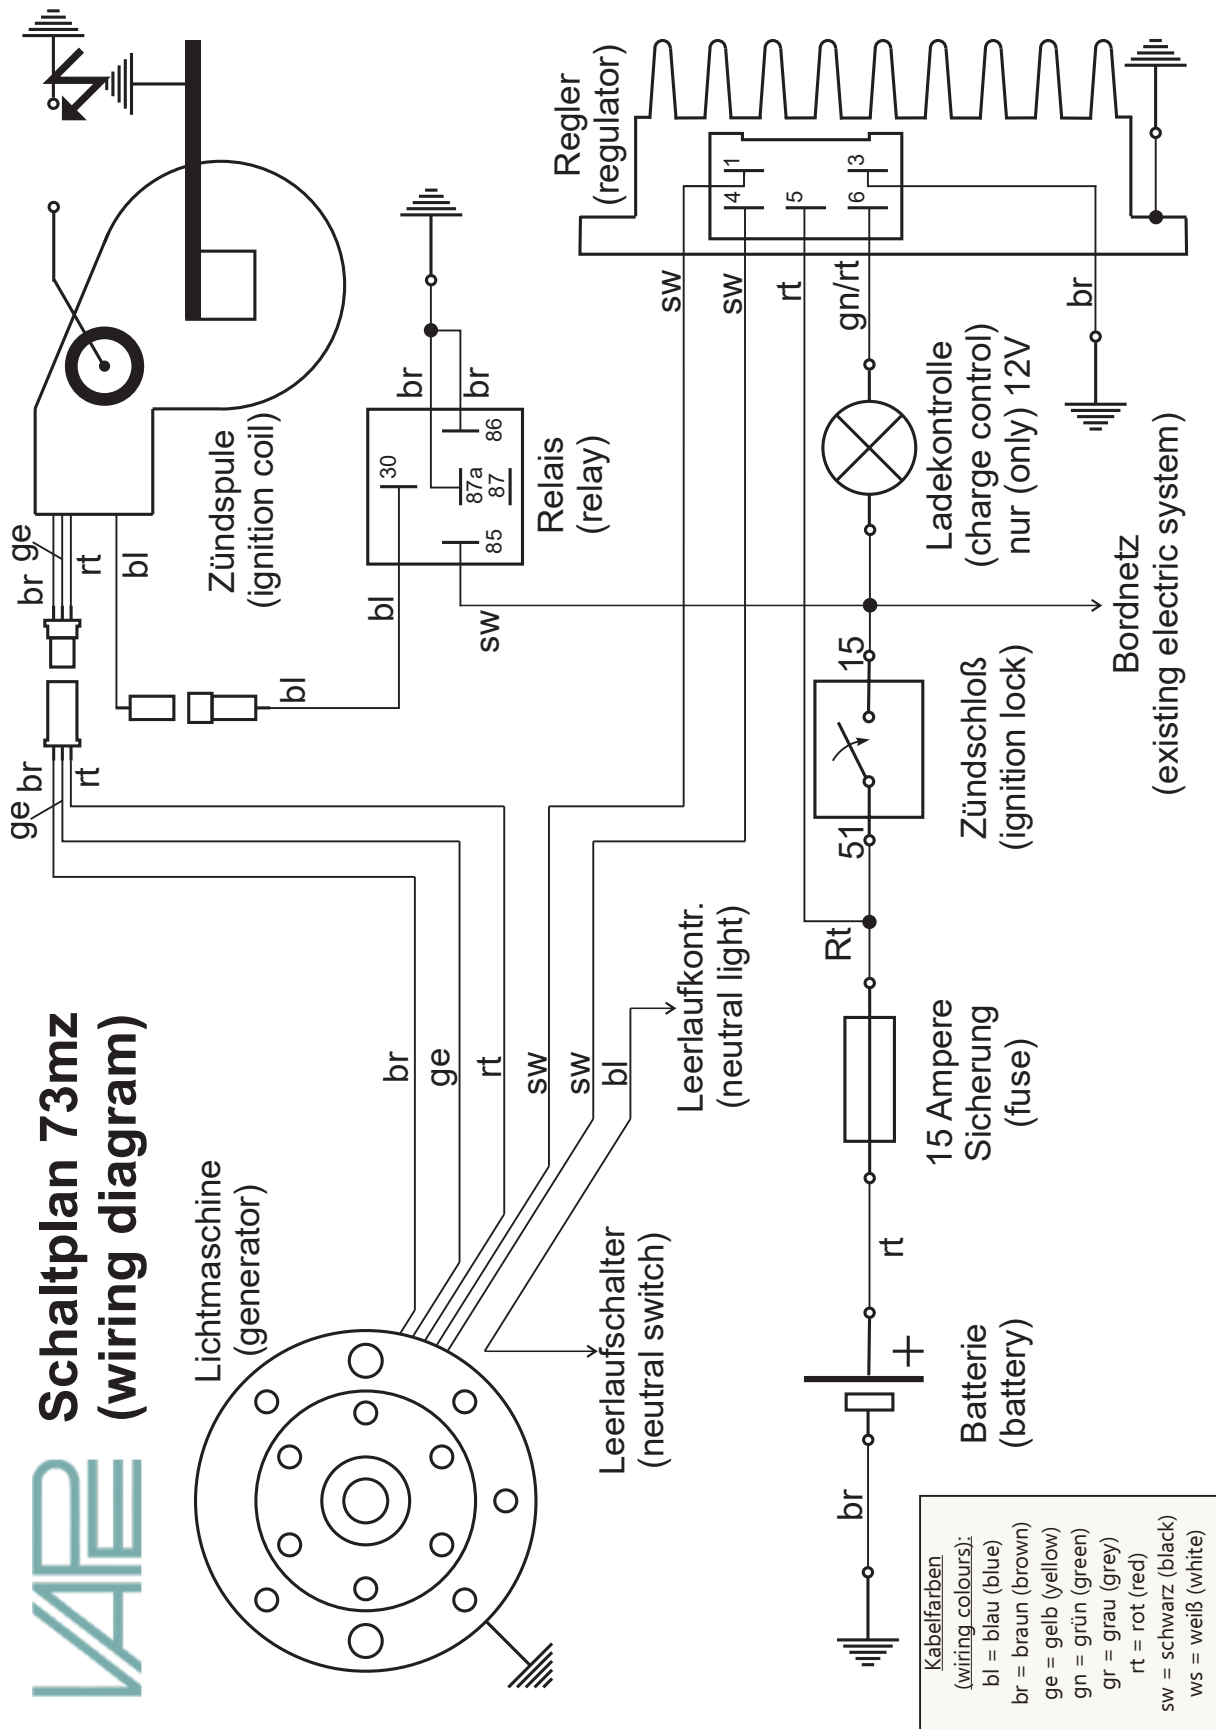 VAPE
Schaltplan 73mz
(wiring diagram)
Lichtmaschine
(generator)
br
ge
rt
sw
sw
bl
Leerlaufschalter
(neutral switch)
Leerlaufkontr.
(neutral light)
ge
br
rt
br
ge
rt
bl
bl
Zündspule
(ignition coil)
bl
sw
br
br
30
85
87a
87
86
Relais
(relay)
Regler
(regulator)
1
4
5
3
6
sw
sw
rt
gn/rt
br
Ladekontrolle
(charge control)
nur (only) 12V
Bordnetz
(existing electric system)
15
51
Zündschloß
(ignition lock)
Rt
15 Ampere
Sicherung
(fuse)
rt
+
Batterie
(battery)
br
Kabelfarben
(wiring colours):
bl = blau (blue)
br = braun (brown)
ge = gelb (yellow)
gn = grün (green)
gr = grau (grey)
rt = rot (red)
sw = schwarz (black)
ws = weiß (white)